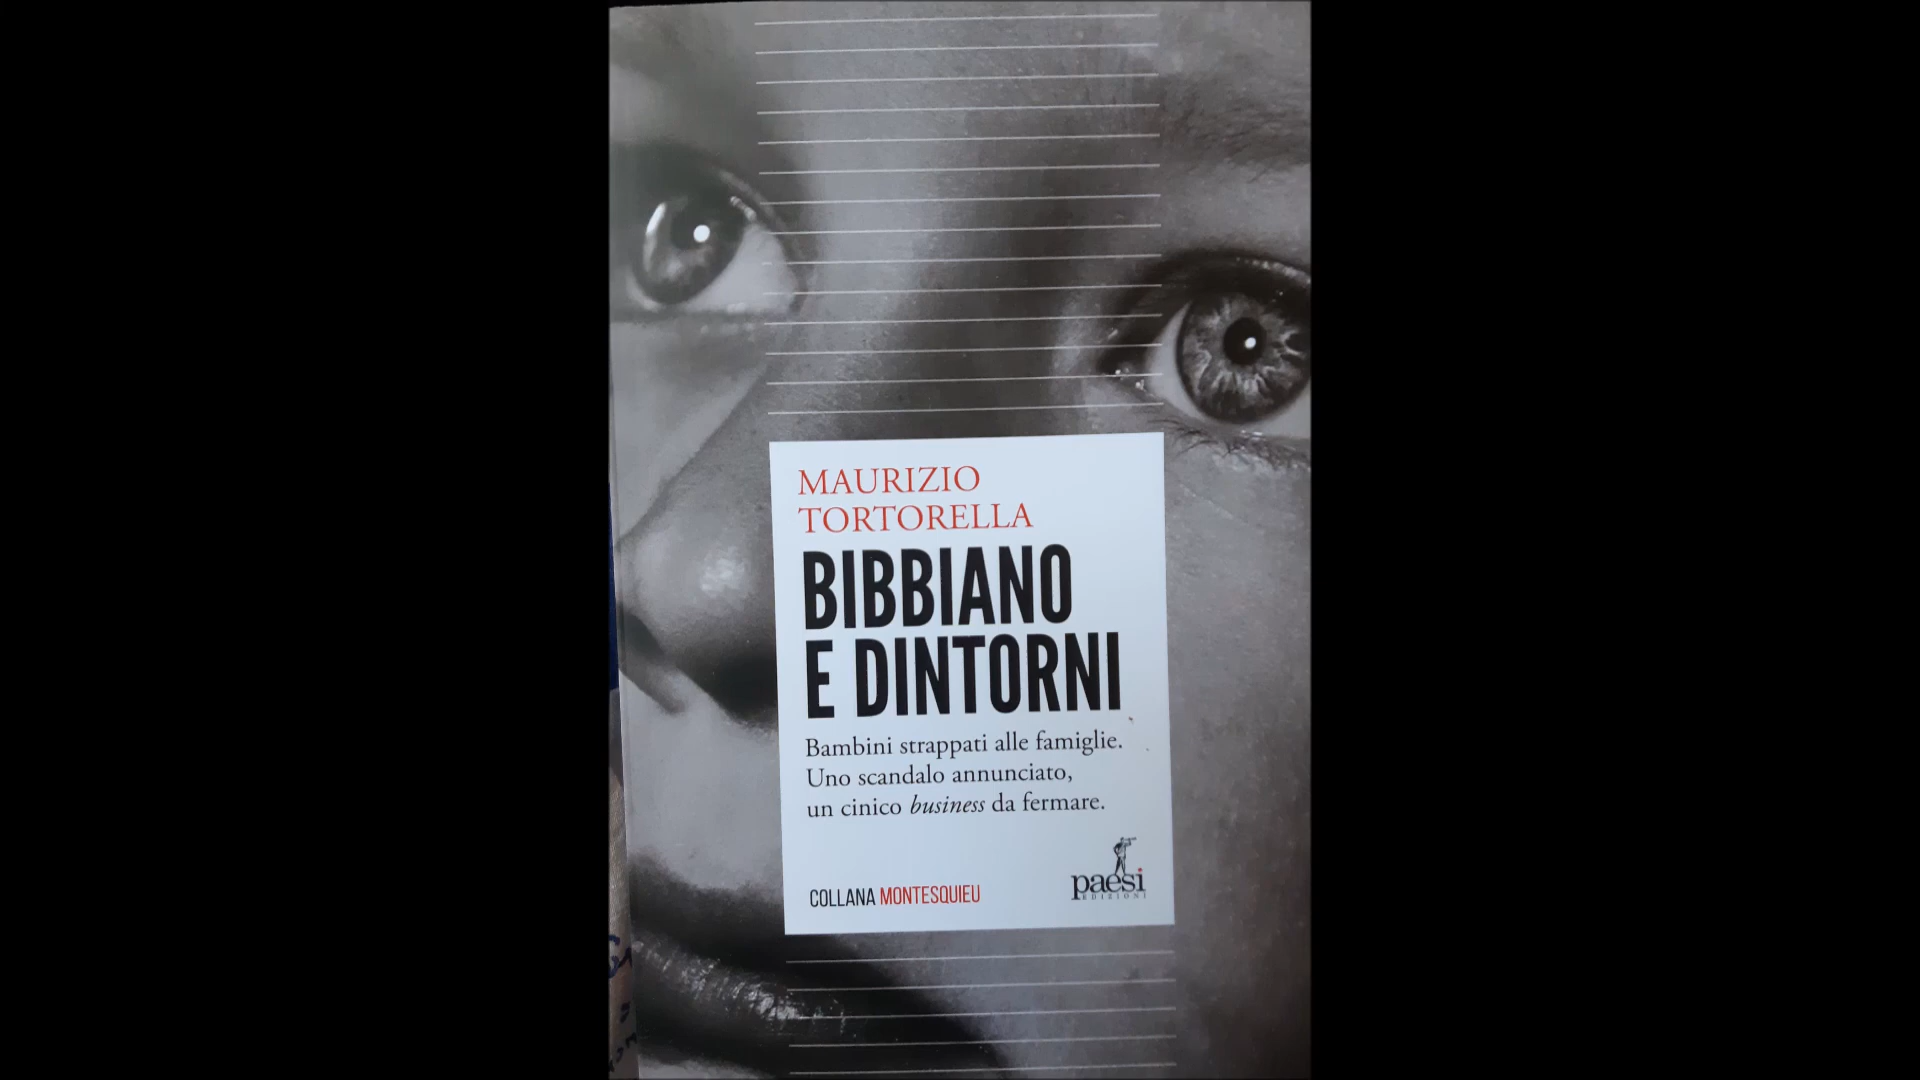 MAURIZIO
TORTORELLA
BIBBIANO
E DINTORNI
Bambini strappati alle famiglie.
Uno scandalo annunciato,
un cinico business da fermare.
COLLANA MONTESQUIEU
paesi
EDIZIONI